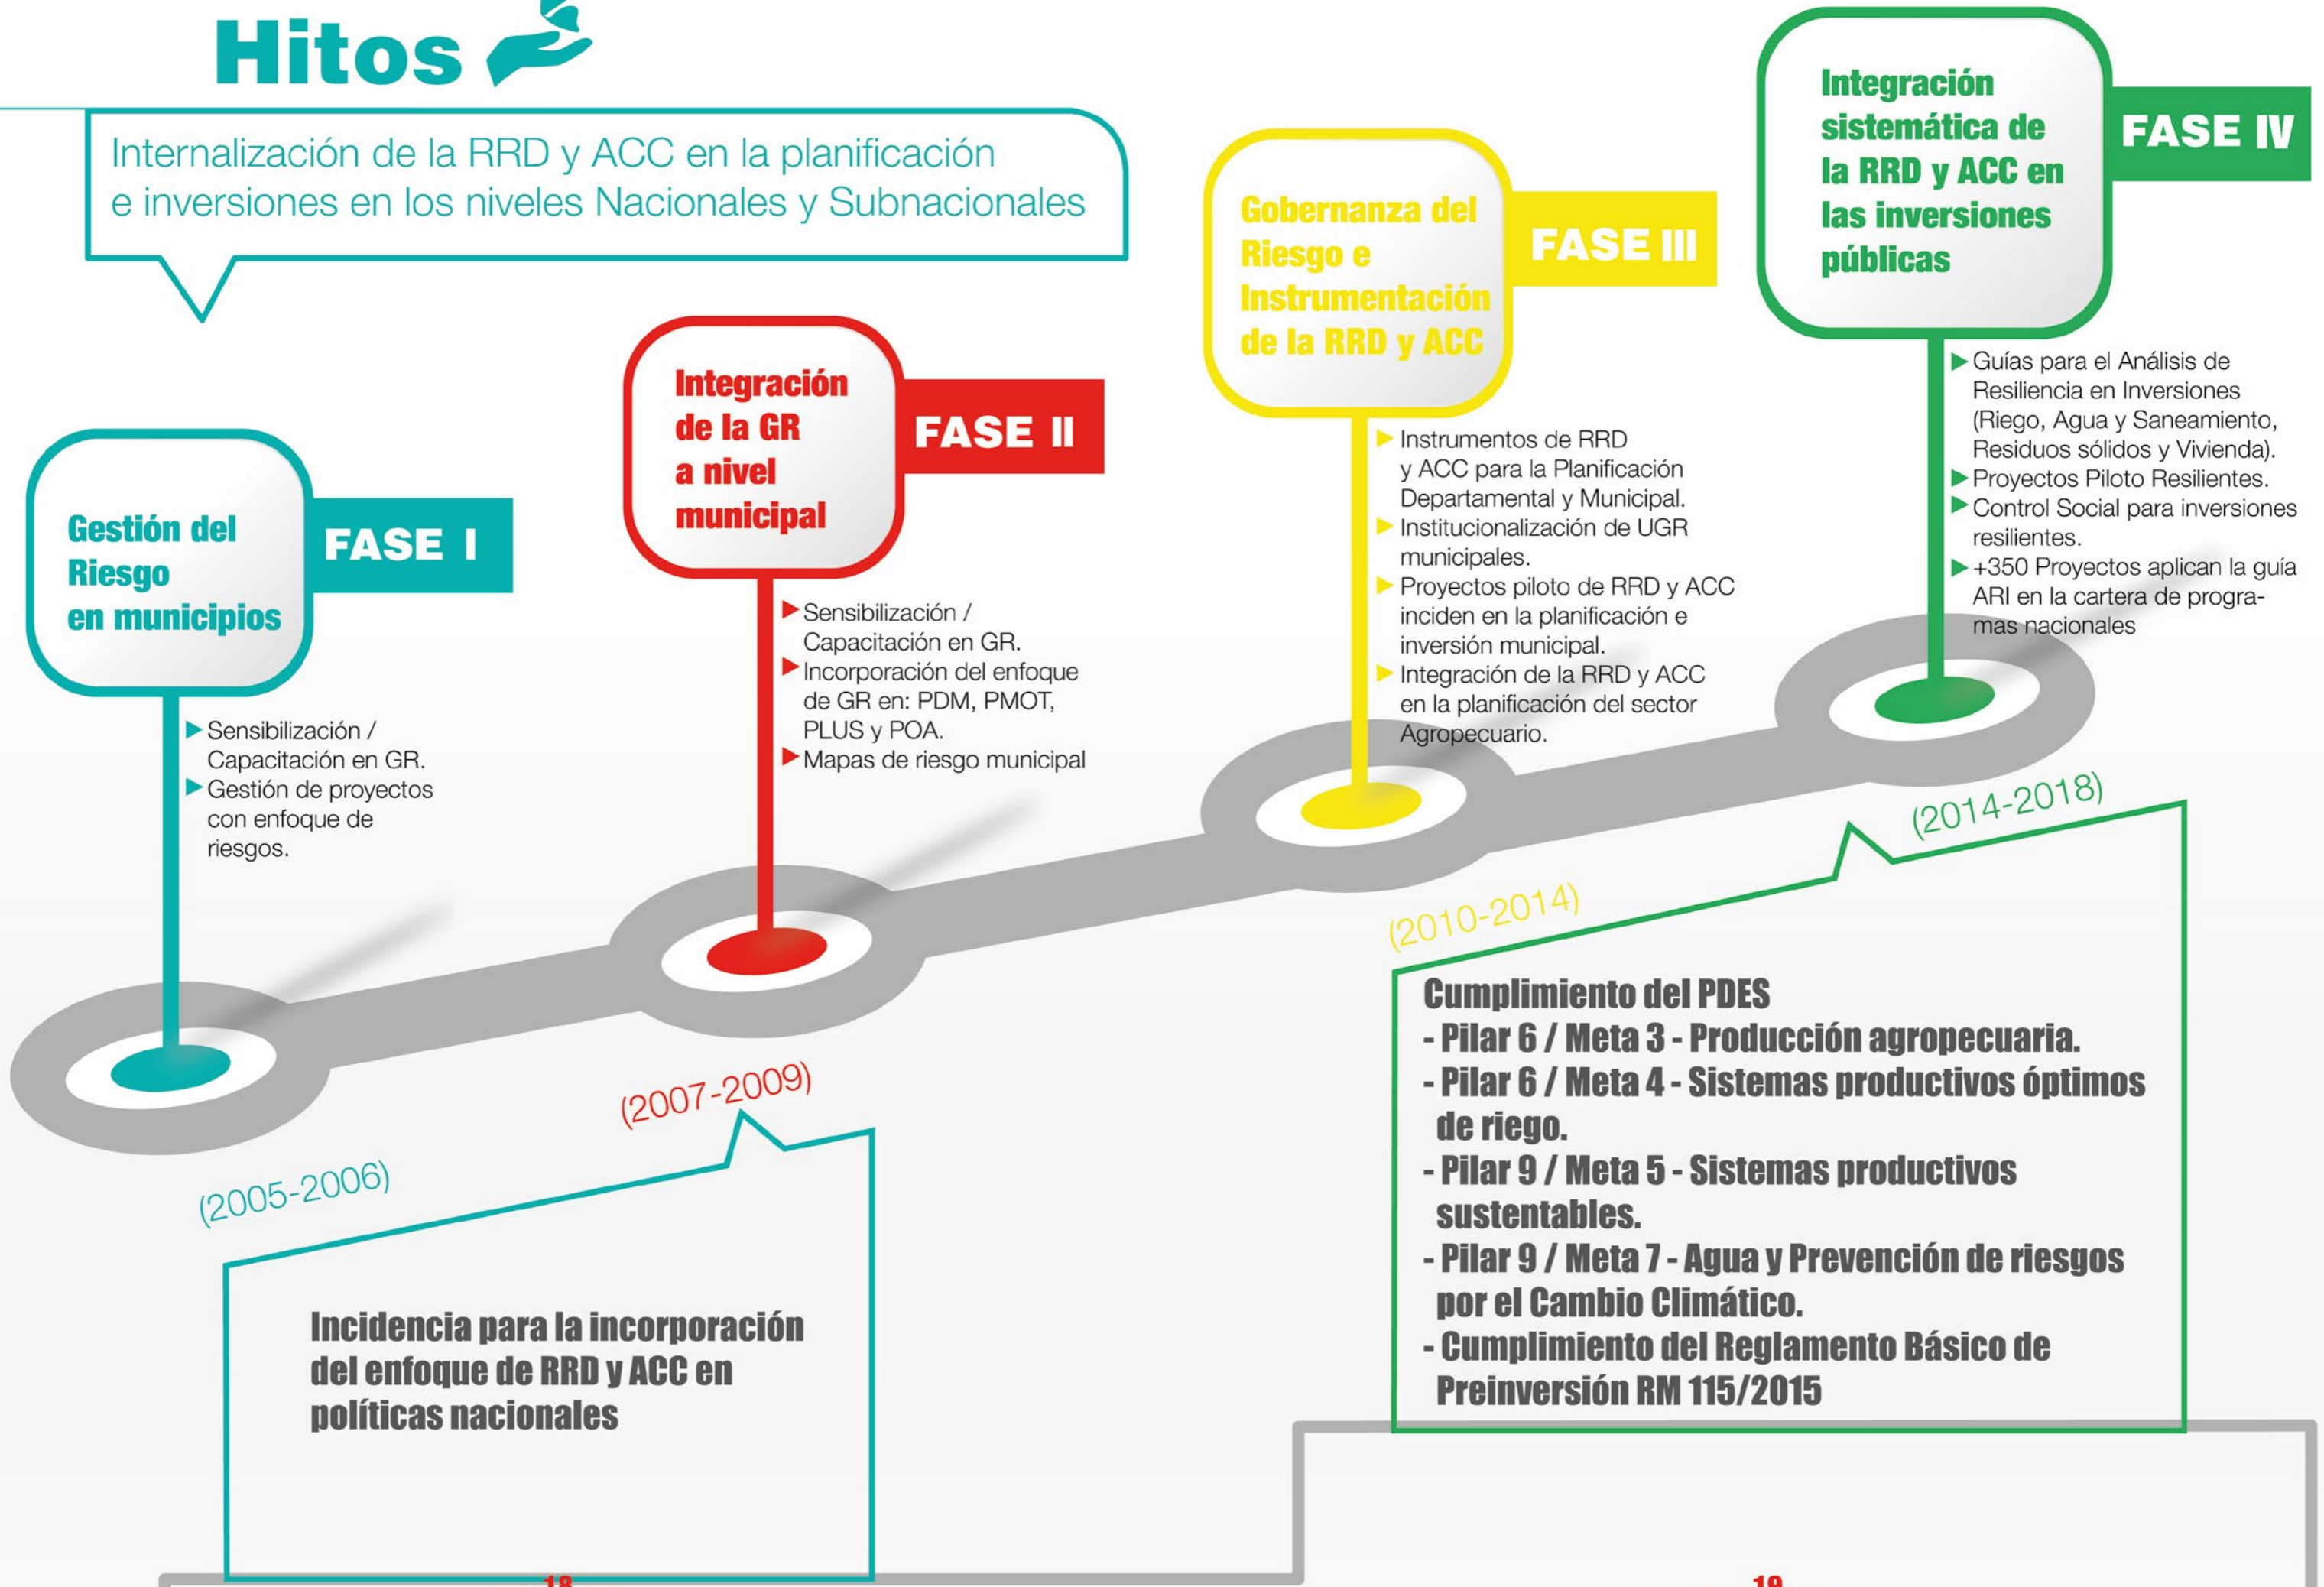 Hitos
Internalización de la RRD y ACC en la planificación
e inversiones en los niveles Nacionales y Subnacionales
Gestión del
Riesgo
en municipios
FASE I
Sensibilización /
Capacitación en GR.
Gestión de proyectos
con enfoque de
riesgos.
(2005-2006)
Integración
de la GR
a nivel
municipal
FASE II
Sensibilización /
Capacitación en GR.
Incorporación del enfoque
de GR en: PDM, PMOT,
PLUS y POA.
Mapas de riesgo municipal
(2007-2009)
Gobernanza del
Riesgo e
Instrumentación
de la RRD y ACC
FASE III
Instrumentos de RRD
y ACC para la Planificación
Departamental y Municipal.
Institucionalización de UGR
municipales.
Proyectos piloto de RRD y ACC
inciden en la planificación e
inversión municipal.
Integración de la RRD y ACC
en la planificación del sector
Agropecuario.
(2010-2014)
Integración
sistemática de
la RRD y ACC en
las inversiones
públicas
FASE IV
Guías para el Análisis de
Resiliencia en Inversiones
(Riego, Agua y Saneamiento,
Residuos sólidos y Vivienda).
Proyectos Piloto Resilientes.
Control Social para inversiones
resilientes.
+350 Proyectos aplican la guía
ARI en la cartera de progra-
mas nacionales
(2014-2018)
Incidencia para la incorporación
del enfoque de RRD y ACC en
políticas nacionales
Cumplimiento del PDES
- Pilar 6 / Meta 3 - Producción agropecuaria.
- Pilar 6 / Meta 4 - Sistemas productivos óptimos
de riego.
- Pilar 9 / Meta 5 - Sistemas productivos
sustentables.
- Pilar 9 / Meta 7 - Agua y Prevención de riesgos
por el Cambio Climático.
- Cumplimiento del Reglamento Básico de
Preinversión RM 115/2015
18
19